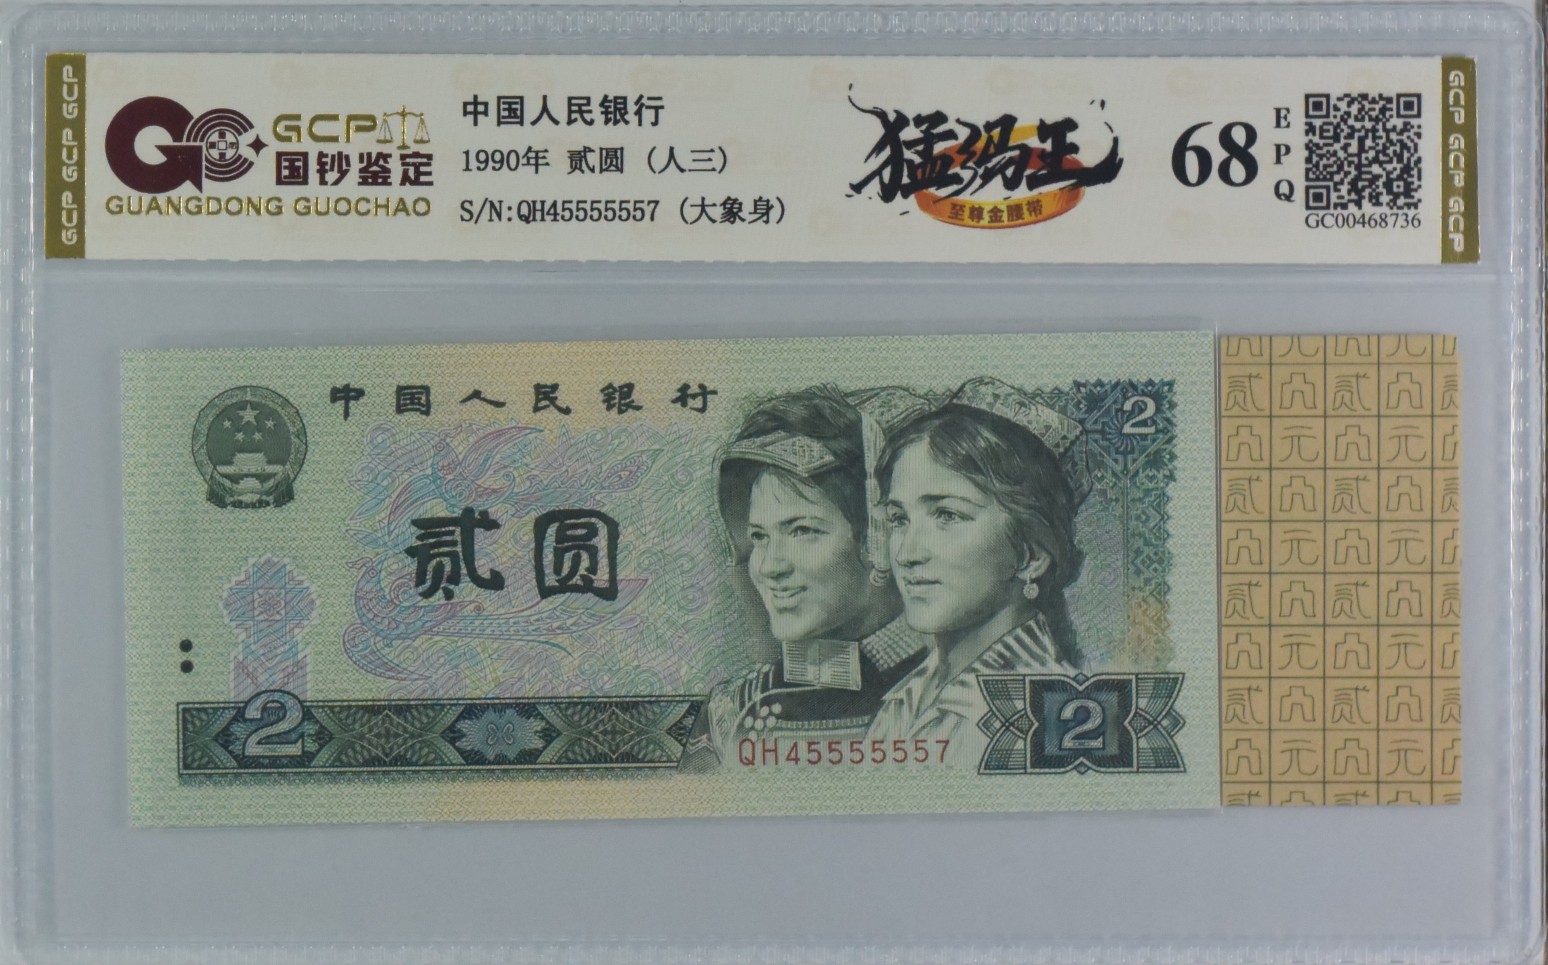 GCP GCP GCP
GCP
国钞鉴定
GUANGDONG GUOCHAO
中国人民银行
1990年 贰圆 (人三)
S/N:QH45555557 (大象身)
猛犸王
至尊金腰带
68
E
P
Q
GC00468736
GCP GCP GCP GCP
中国人民银行
2
贰圆
2
QH45555557
2